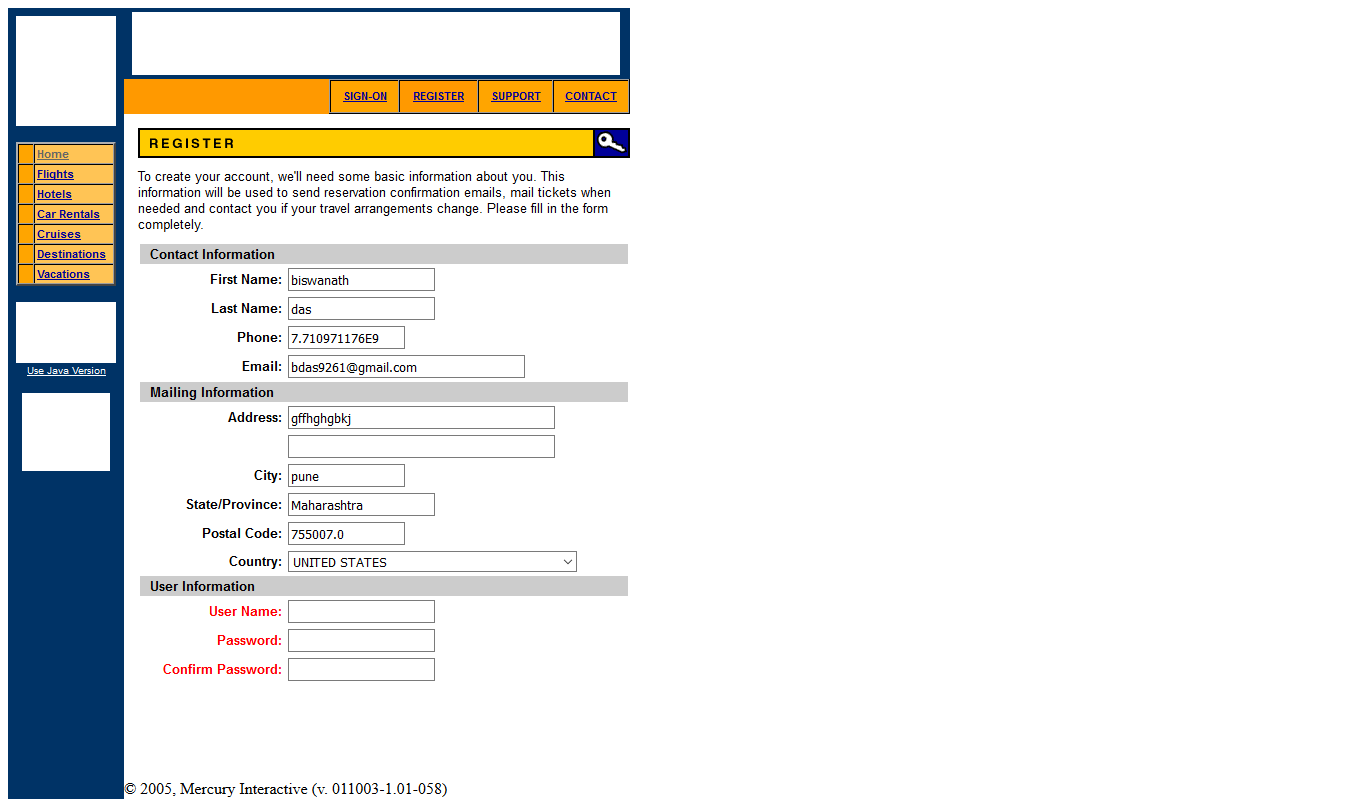 SIGN-ON REGISTER SUPPORT CONTACT
Home
Flights
Hotels
Car Rentals
Cruises
Destinations
Vacations
Use Java Version
REGISTER
To create your account, we'll need some basic information about you. This
information will be used to send reservation confirmation emails, mail tickets when
needed and contact you if your travel arrangements change. Please fill in the form
completely.
Contact Information
First Name: biswanath
Last Name: das
Phone: 7.710971176E9
Email: bdas9261@gmail.com
Mailing Information
Address: gffhghgbkj
City: pune
State/Province: Maharashtra
Postal Code: 755007.0
Country: UNITED STATES
User Information
User Name:
Password:
Confirm Password:
© 2005, Mercury Interactive (v. 011003-1.01-058)